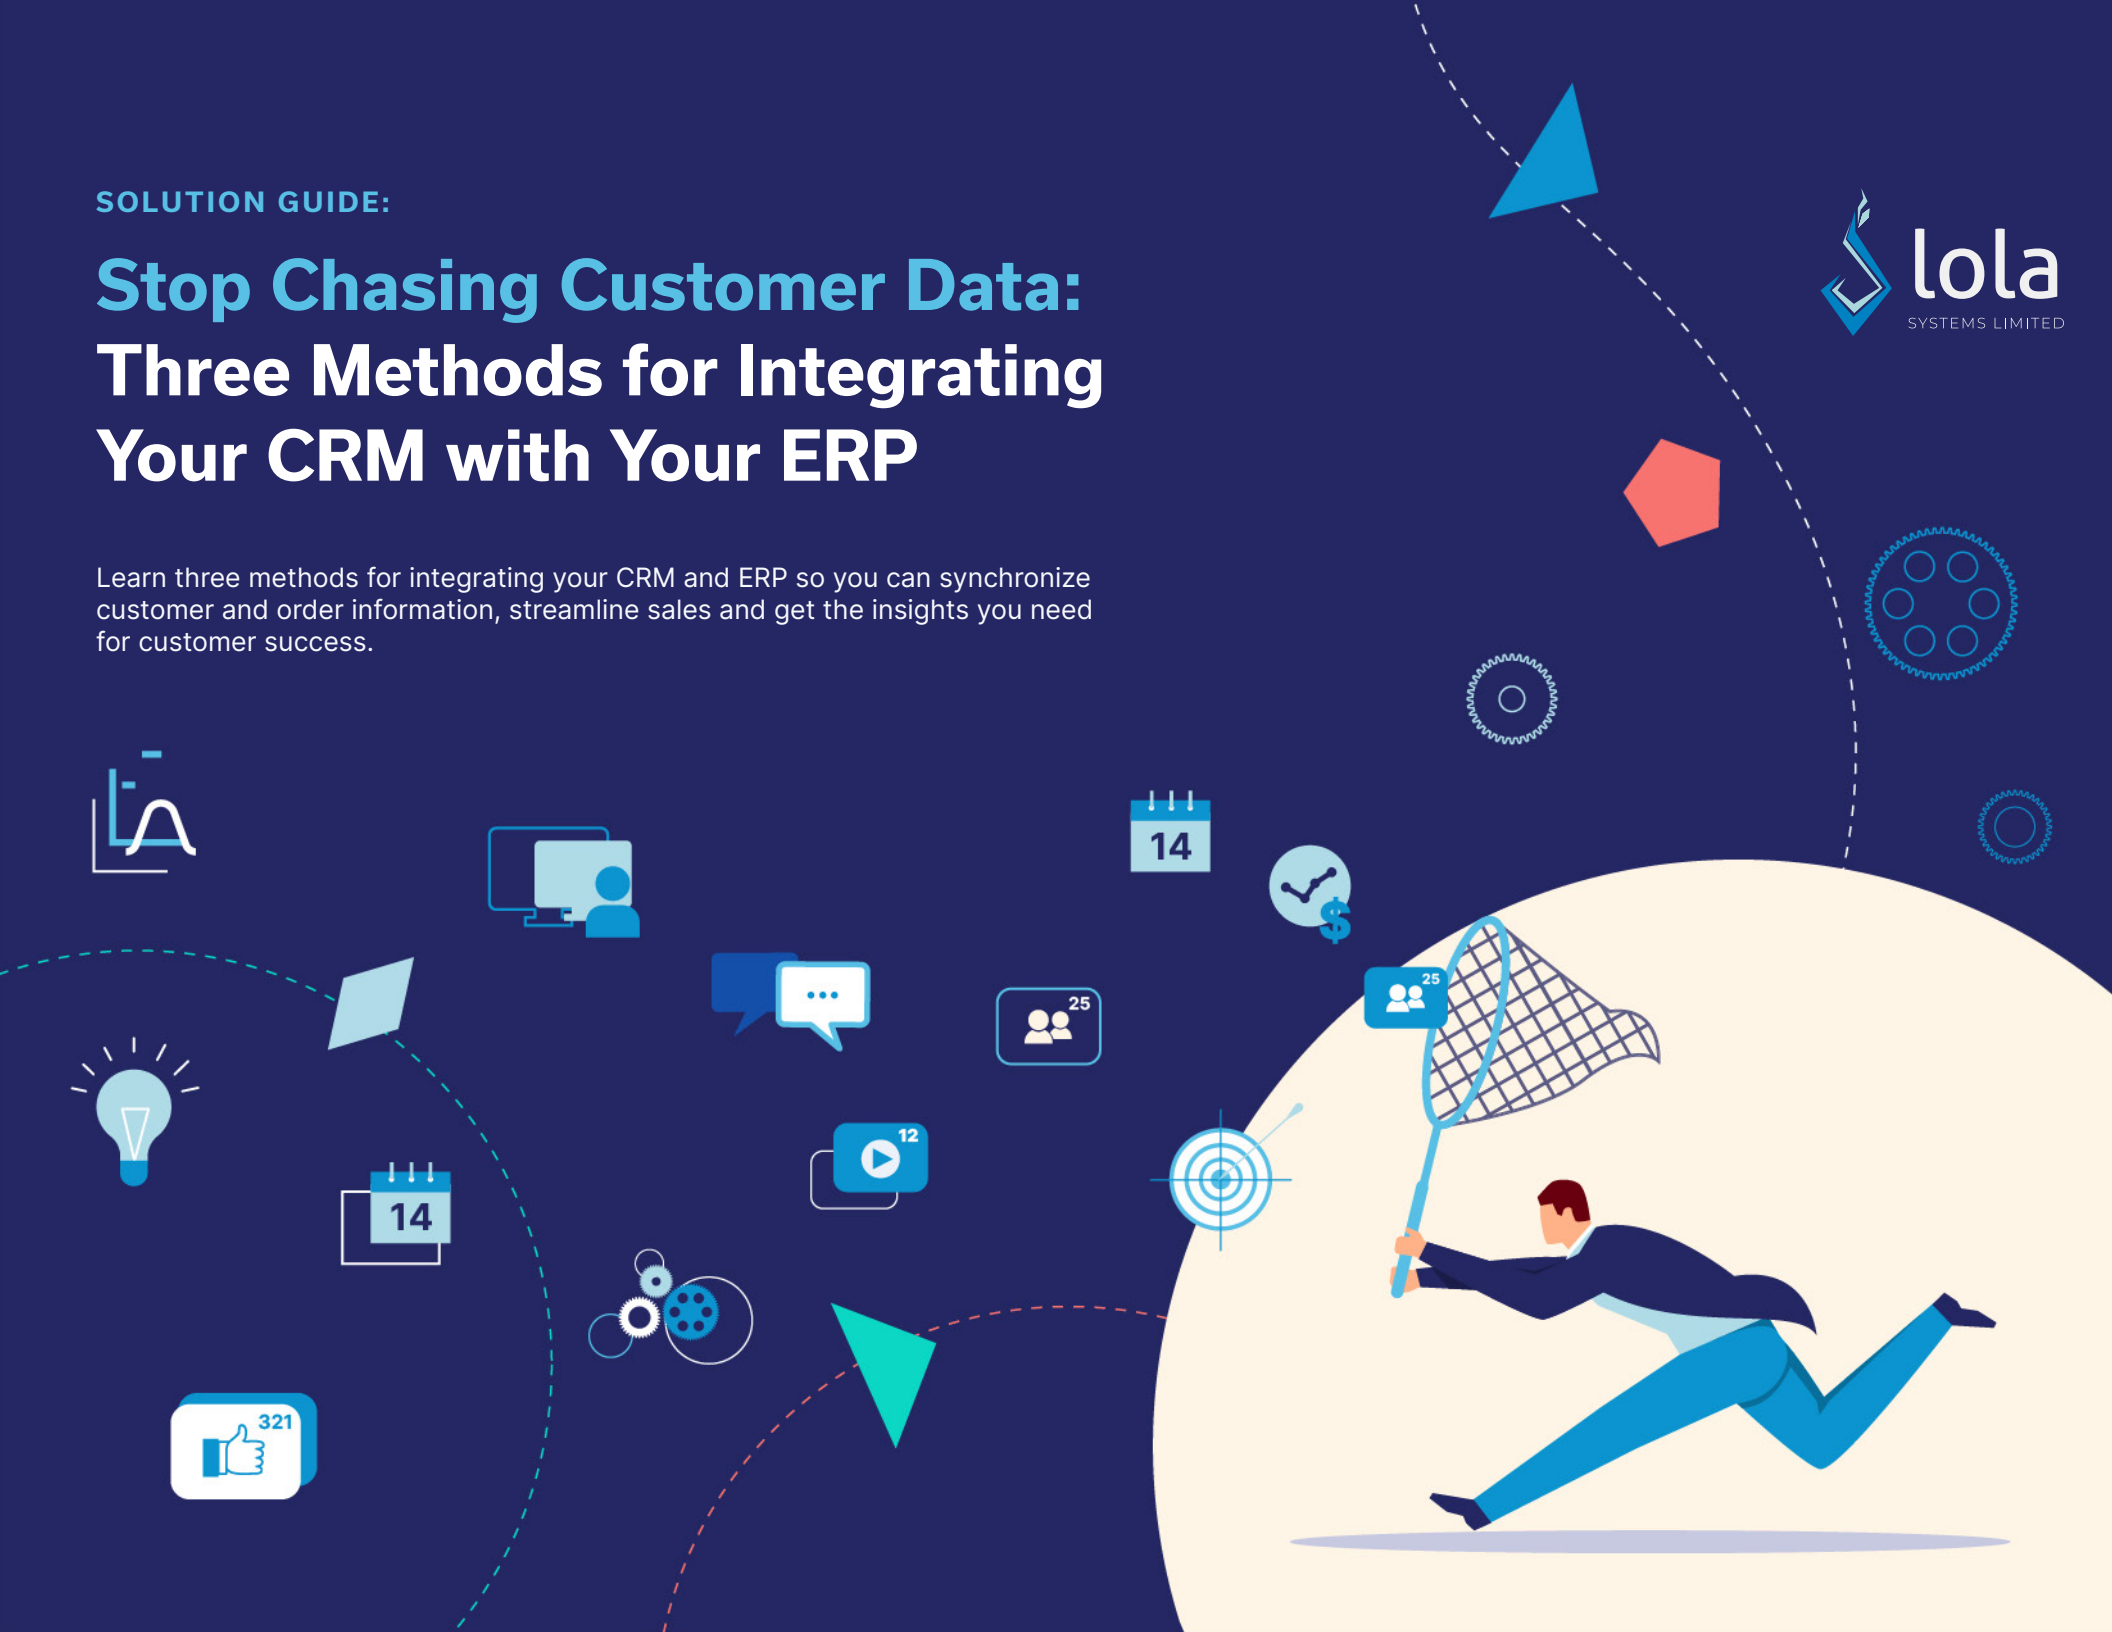 SOLUTION GUIDE:
Stop Chasing Customer Data:
Three Methods for Integrating
Your CRM with Your ERP
lola
SYSTEMS LIMITED
Learn three methods for integrating your CRM and ERP so you can synchronize
customer and order information, streamline sales and get the insights you need
for customer success.
14
$
25
25
12
14
321